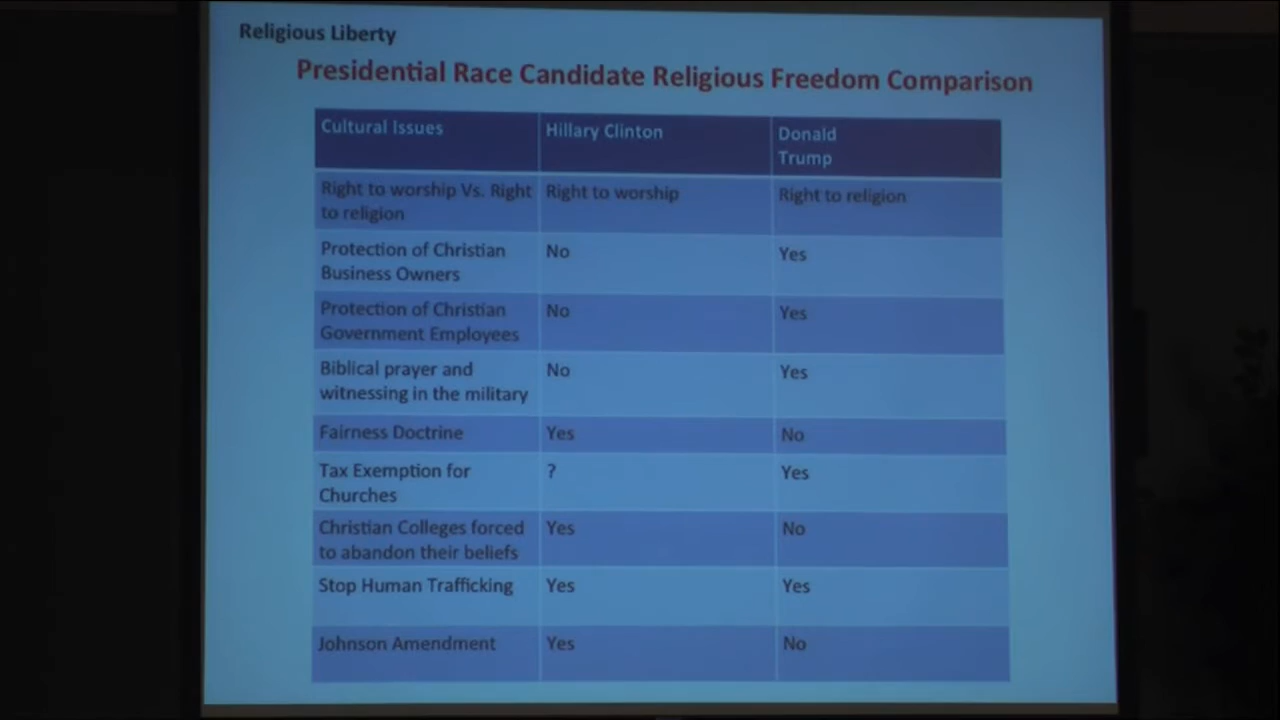 Religious Liberty
Presidential Race Candidate Religious Freedom Comparison
Cultural Issues
Hillary Clinton
Donald
Trump
Right to worship Vs. Right
to religion
Right to worship
Right to religion
Protection of Christian
Business Owners
No
Yes
Protection of Christian
Government Employees
No
Yes
Biblical prayer and
witnessing in the military
No
Yes
Fairness Doctrine
Yes
No
Tax Exemption for
Churches
?
Yes
Christian Colleges forced
to abandon their beliefs
Yes
No
Stop Human Trafficking
Yes
Yes
Johnson Amendment
Yes
No